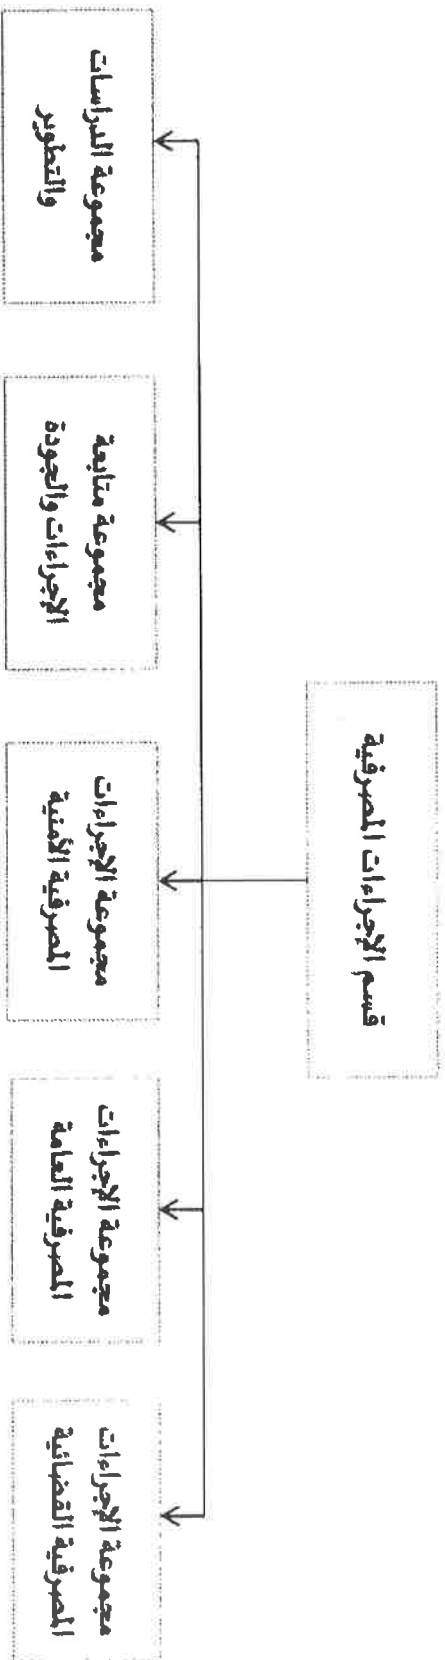 قسم الإجراءات المصرفية
مجموعة الإجراءات
المصرفية القضائية
مجموعة الإجراءات
المصرفية العامة
مجموعة الإجراءات
المصرفية الأمنية
مجموعة متابعة
الإجراءات والجودة
مجموعة الدراسات
والتطوير